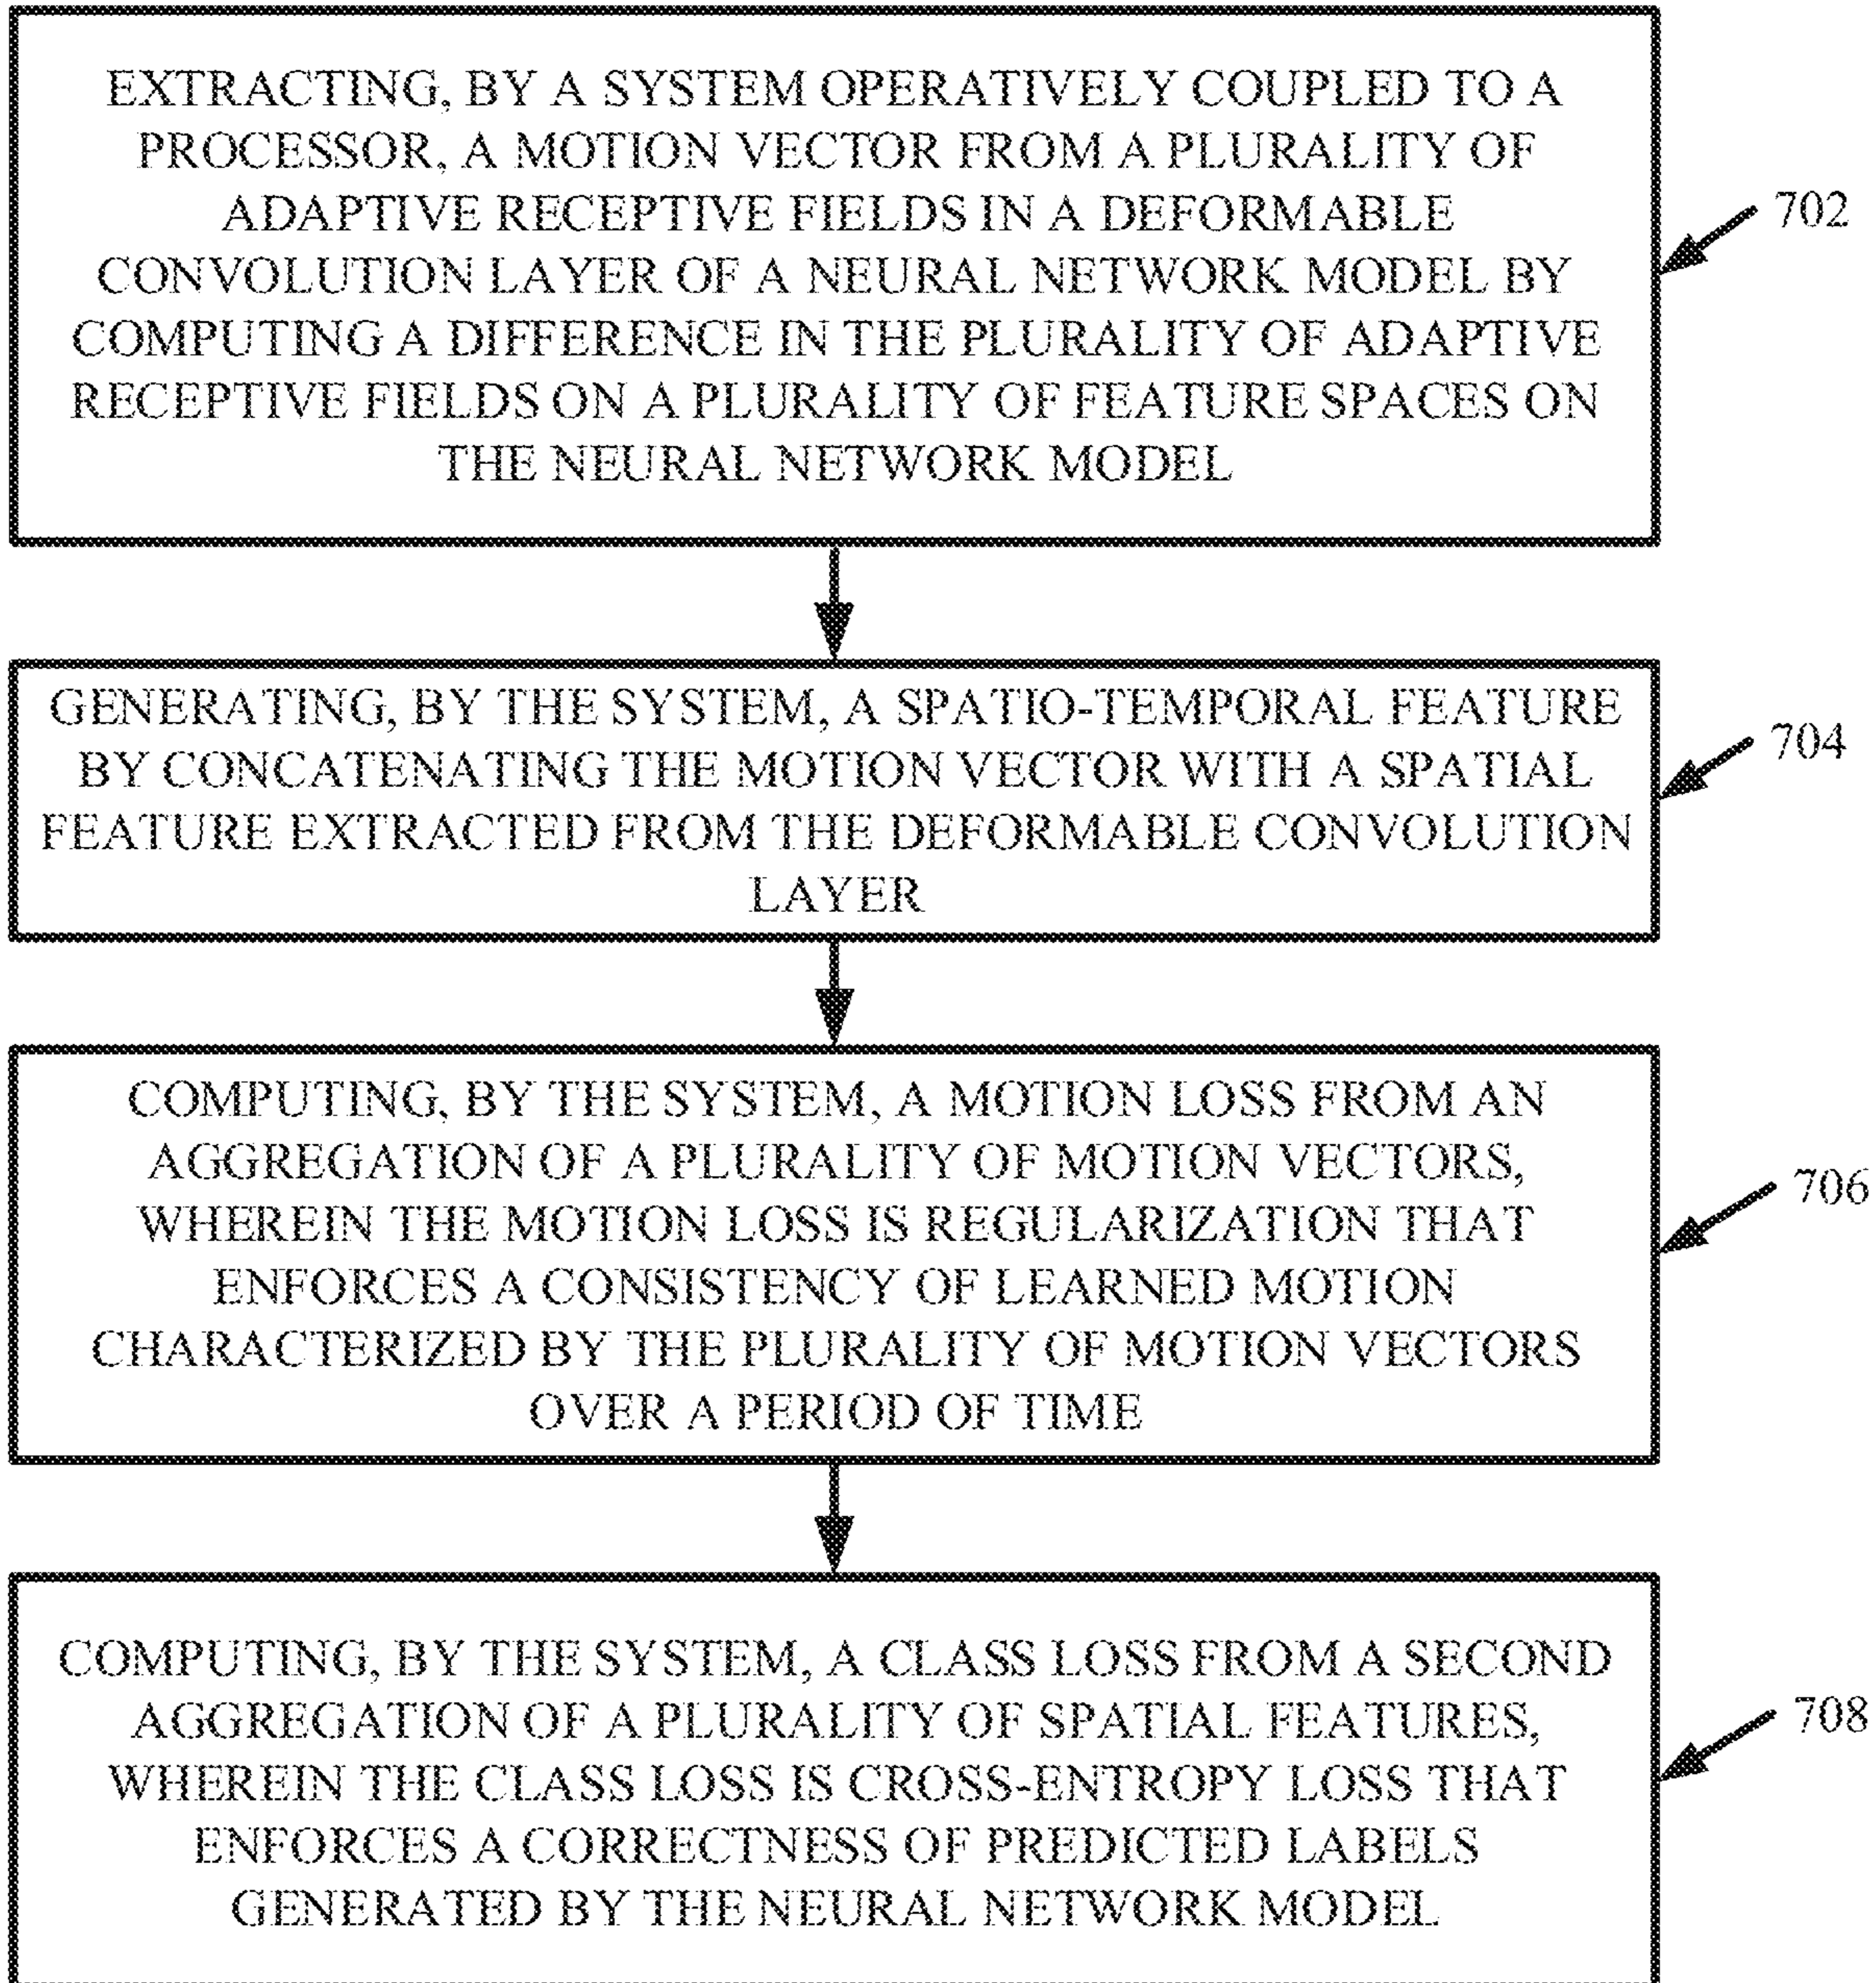 EXTRACTING, BY A SYSTEM OPERATIVELY COUPLED TO A
PROCESSOR, A MOTION VECTOR FROM A PLURALITY OF
ADAPTIVE RECEPTIVE FIELDS IN A DEFORMABLE
CONVOLUTION LAYER OF A NEURAL NETWORK MODEL BY
COMPUTING A DIFFERENCE IN THE PLURALITY OF ADAPTIVE
RECEPTIVE FIELDS ON A PLURALITY OF FEATURE SPACES ON
THE NEURAL NETWORK MODEL
702
GENERATING, BY THE SYSTEM, A SPATIO-TEMPORAL FEATURE
BY CONCATENATING THE MOTION VECTOR WITH A SPATIAL
FEATURE EXTRACTED FROM THE DEFORMABLE CONVOLUTION
LAYER
704
COMPUTING, BY THE SYSTEM, A MOTION LOSS FROM AN
AGGREGATION OF A PLURALITY OF MOTION VECTORS,
WHEREIN THE MOTION LOSS IS REGULARIZATION THAT
ENFORCES A CONSISTENCY OF LEARNED MOTION
CHARACTERIZED BY THE PLURALITY OF MOTION VECTORS
OVER A PERIOD OF TIME
706
COMPUTING, BY THE SYSTEM, A CLASS LOSS FROM A SECOND
AGGREGATION OF A PLURALITY OF SPATIAL FEATURES,
WHEREIN THE CLASS LOSS IS CROSS-ENTROPY LOSS THAT
ENFORCES A CORRECTNESS OF PREDICTED LABELS
GENERATED BY THE NEURAL NETWORK MODEL
708